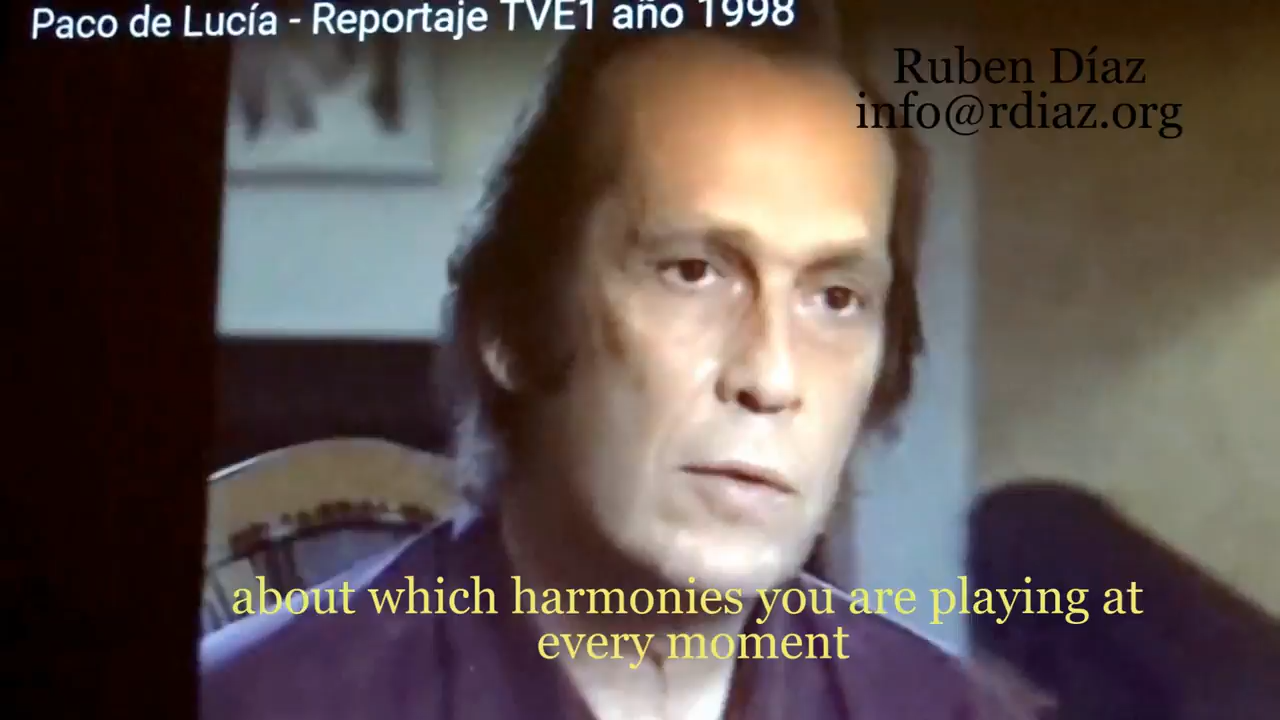 Paco de Lucía - Reportaje TVE1 año 1998
Ruben Díaz
info@rdiaz.org
about which harmonies you are playing at
every moment